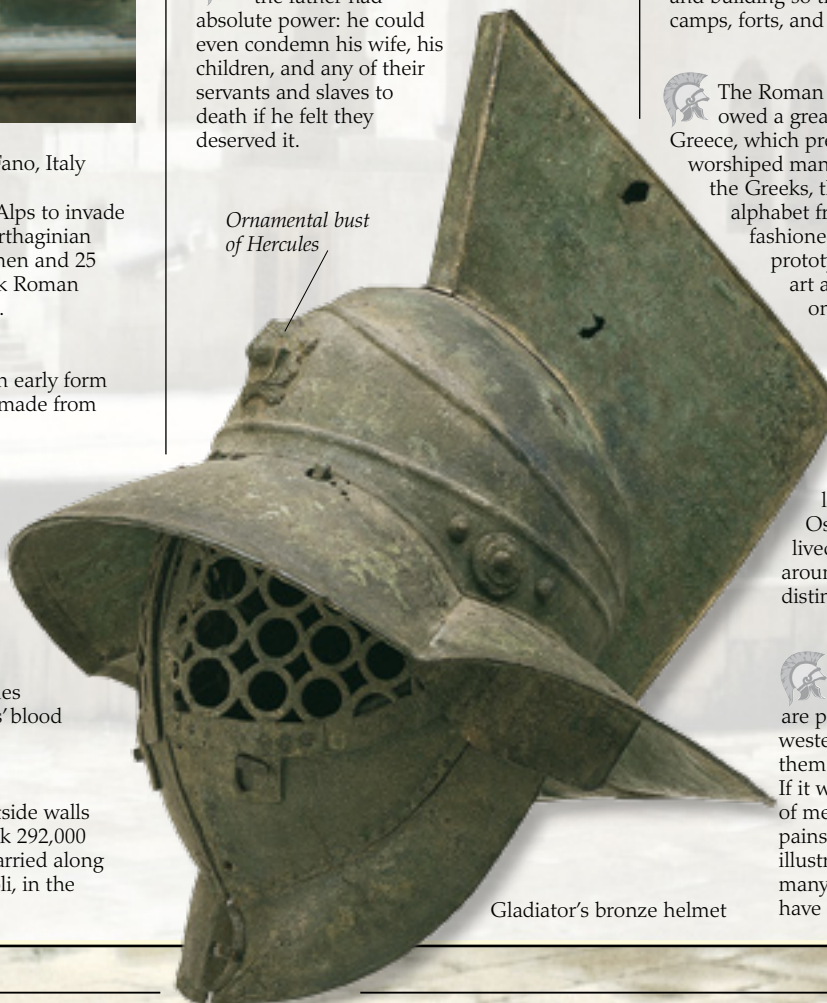 ano, Italy
Alps to invade
rthaginian
men and 25
k Roman
n early form
made from
es
s' blood
side walls
k 292,000
arried along
li, in the
the father had
absolute power: he could
even condemn his wife, his
children, and any of their
servants and slaves to
death if he felt they
deserved it.
Ornamental bust
of Hercules
Gladiator's bronze helmet
and building so th
camps, forts, and
The Roman
owed a grea
Greece, which pro
worshiped man
the Greeks, th
alphabet fr
fashione
prototy
art a
or
l
Os
lived
aroun
distin
are p
weste
them
If it w
of me
pains
illustr
many
have